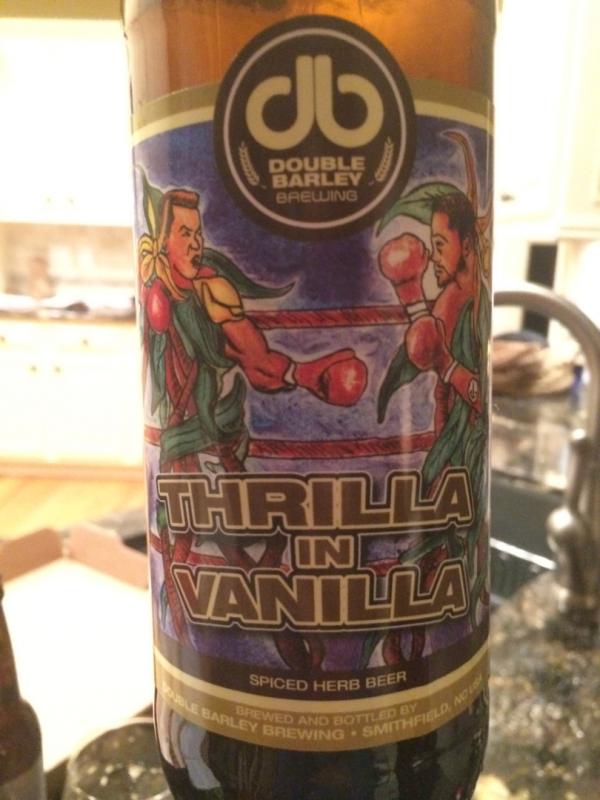 db
DOUBLE
BARLEY
BREWING
THRILLA
IN
VANILLA
SPICED HERB BEER
BREWED AND BOTTLED BY
DOUBLE BARLEY BREWING • SMITHFIELD, NC USA